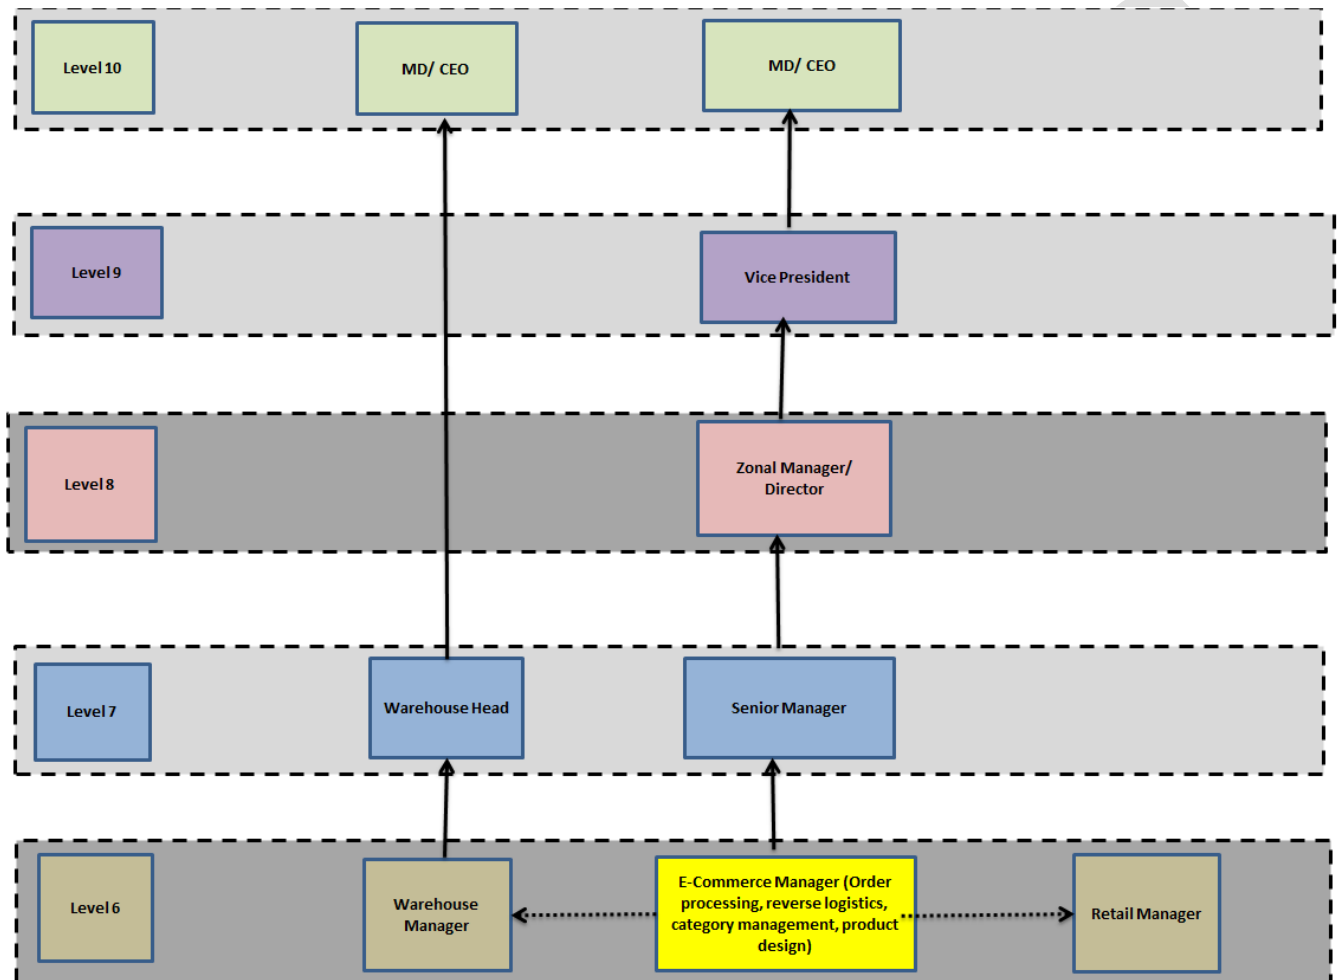 Level 10
MD/ CEO
MD/ CEO
Level 9
Vice President
Level 8
Zonal Manager/
Director
Level 7
Warehouse Head
Senior Manager
Level 6
Warehouse
Manager
E-Commerce Manager (Order
processing, reverse logistics,
category management, product
design)
Retail Manager